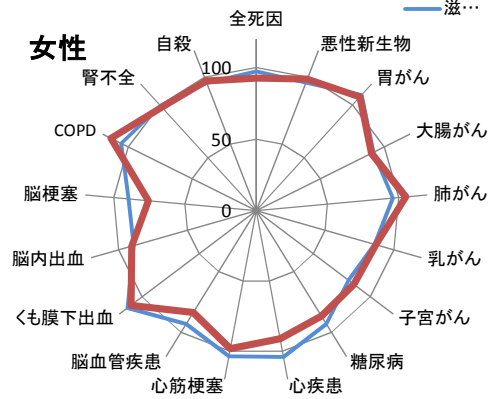 滋…
女性
全死因
悪性新生物
胃がん
大腸がん
肺がん
乳がん
子宮がん
糖尿病
心疾患
心筋梗塞
脳血管疾患
くも膜下出血
脳内出血
脳梗塞
COPD
腎不全
自殺
100
50
0